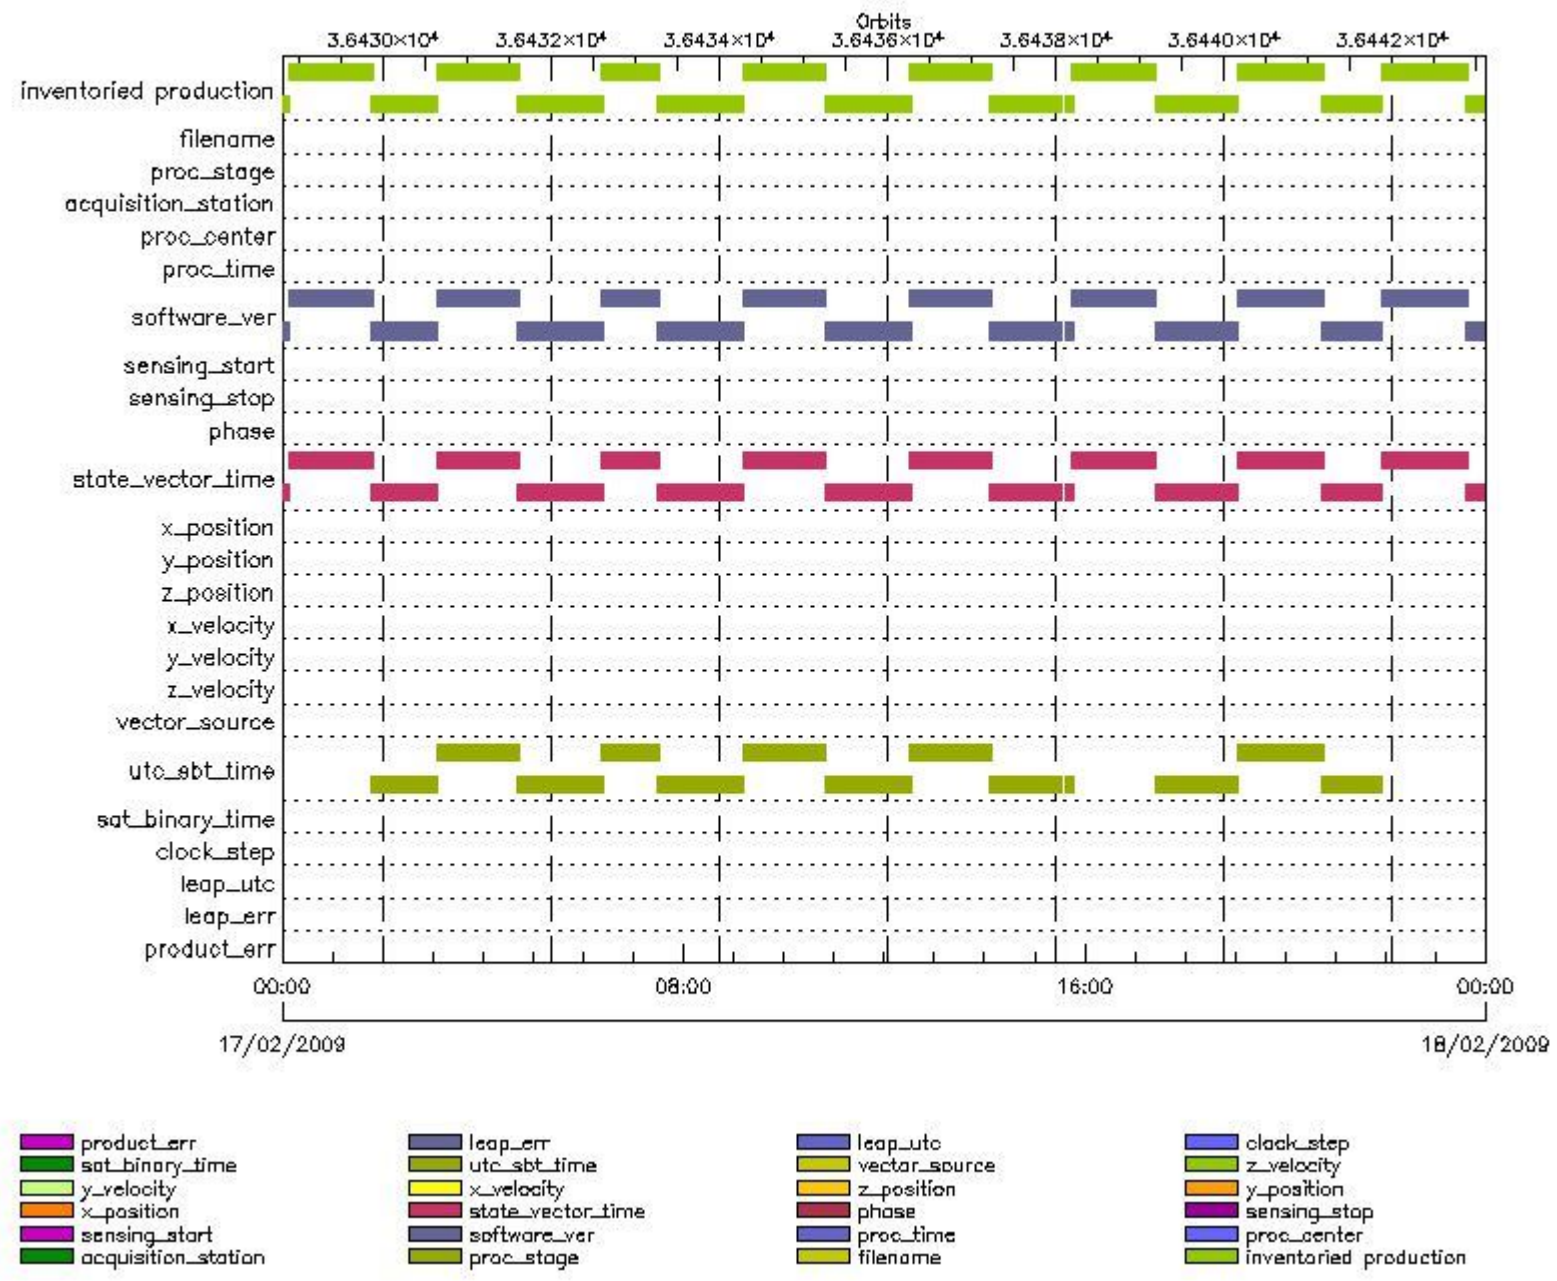 Orbits
3.6430×10⁴ 3.6432×10⁴ 3.6434×10⁴ 3.6436×10⁴ 3.6438×10⁴ 3.6440×10⁴ 3.6442×10⁴
inventoried production
filename
proc_stage
acquisition_station
proc_center
proc_time
software_ver
sensing_start
sensing_stop
phase
state_vector_time
x_position
y_position
z_position
x_velocity
y_velocity
z_velocity
vector_source
utc_sbt_time
sat_binary_time
clock_step
leap_utc
leap_err
product_err
00:00 08:00 16:00 00:00
17/02/2009 18/02/2009
product_err leap_err leap_utc clock_step
sat_binary_time utc_sbt_time vector_source z_velocity
y_velocity x_velocity z_position y_position
x_position state_vector_time phase sensing_stop
sensing_start software_ver proc_time proc_center
acquisition_station proc_stage filename inventoried production